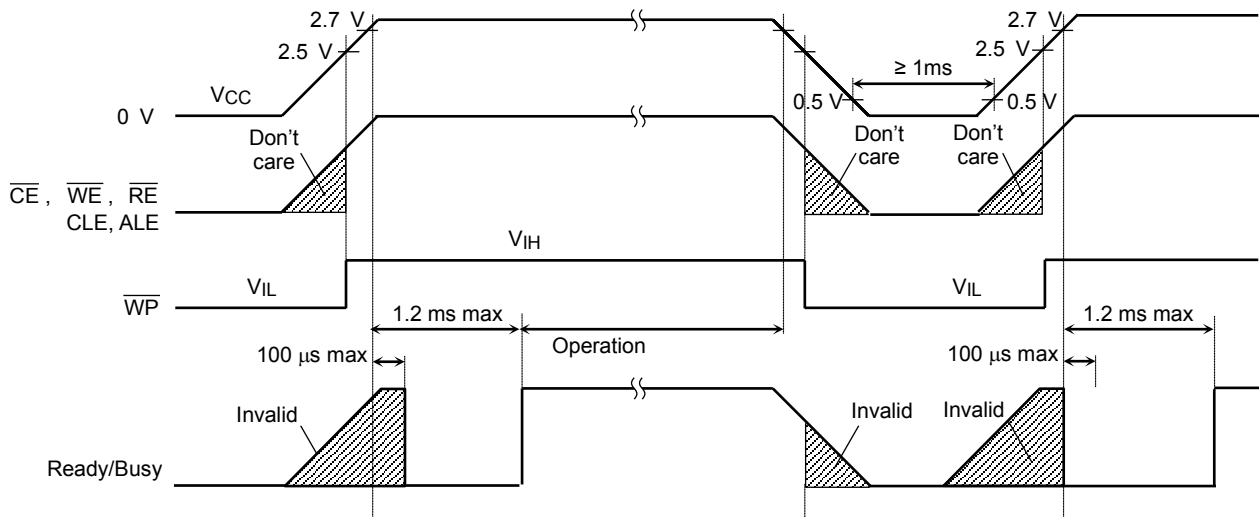 2.7 V
2.5 V
0 V
VCC
≥ 1ms
0.5 V
0.5 V
2.7 V
2.5 V
Don't care
Don't care
Don't care
CE , WE , RE
CLE, ALE
VIH
VIL
VIL
WP
1.2 ms max
Operation
1.2 ms max
100 μs max
100 μs max
Invalid
Invalid
Invalid
Ready/Busy